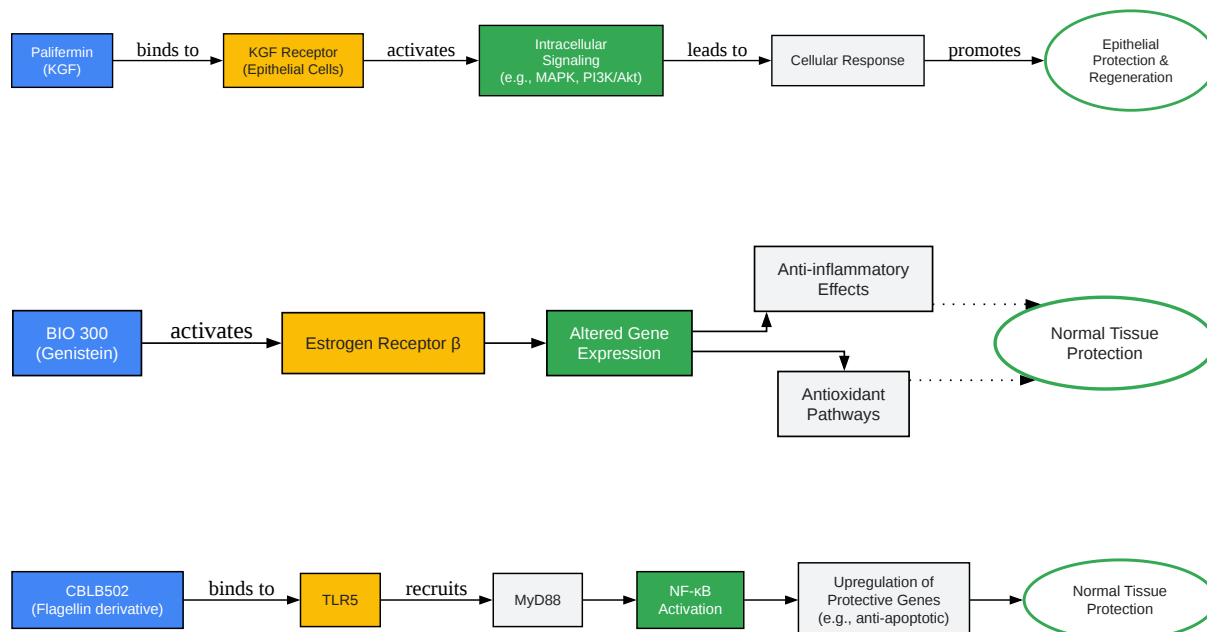 Palifermin
(KGF)
binds to
KGF Receptor
(Epithelial Cells)
activates
Intracellular
Signaling
(e.g., MAPK, PI3K/Akt)
leads to
Cellular Response
promotes
Epithelial
Protection &
Regeneration
BIO 300
(Genistein)
activates
Estrogen Receptor β
Altered Gene
Expression
Anti-inflammatory
Effects
Antioxidant
Pathways
Normal Tissue
Protection
CBLB502
(Flagellin derivative)
binds to
TLR5
recruits
MyD88
NF-κB
Activation
Upregulation of
Protective Genes
(e.g., anti-apoptotic)
Normal Tissue
Protection